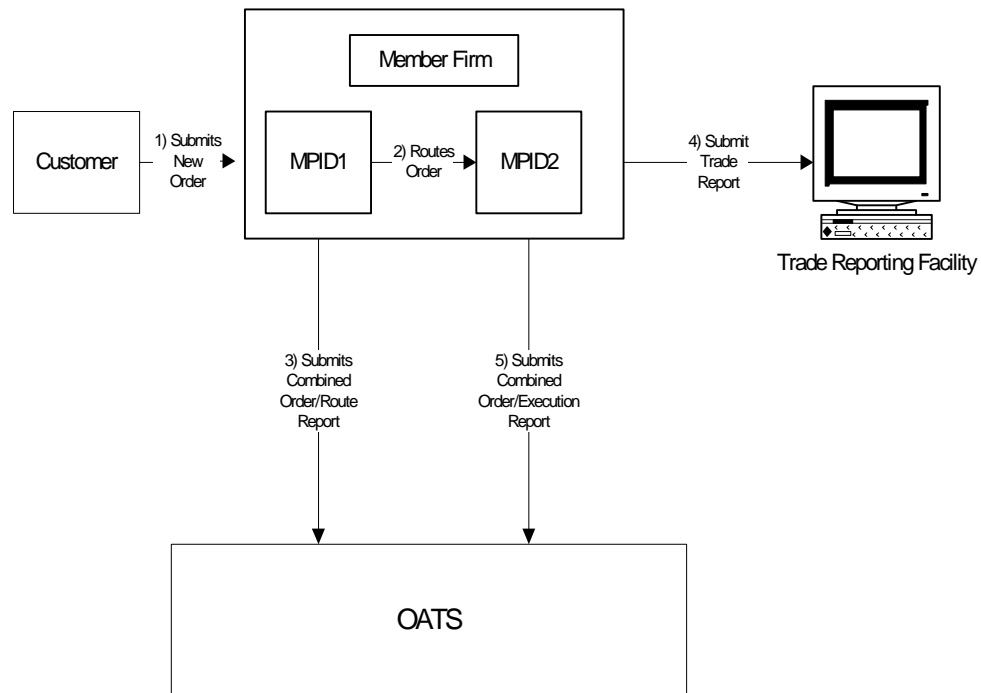 Member Firm
Customer
1) Submits
New
Order
MPID1
2) Routes
Order
MPID2
4) Submit
Trade
Report
Trade Reporting Facility
3) Submits
Combined
Order/Route
Report
5) Submits
Combined
Order/Execution
Report
OATS